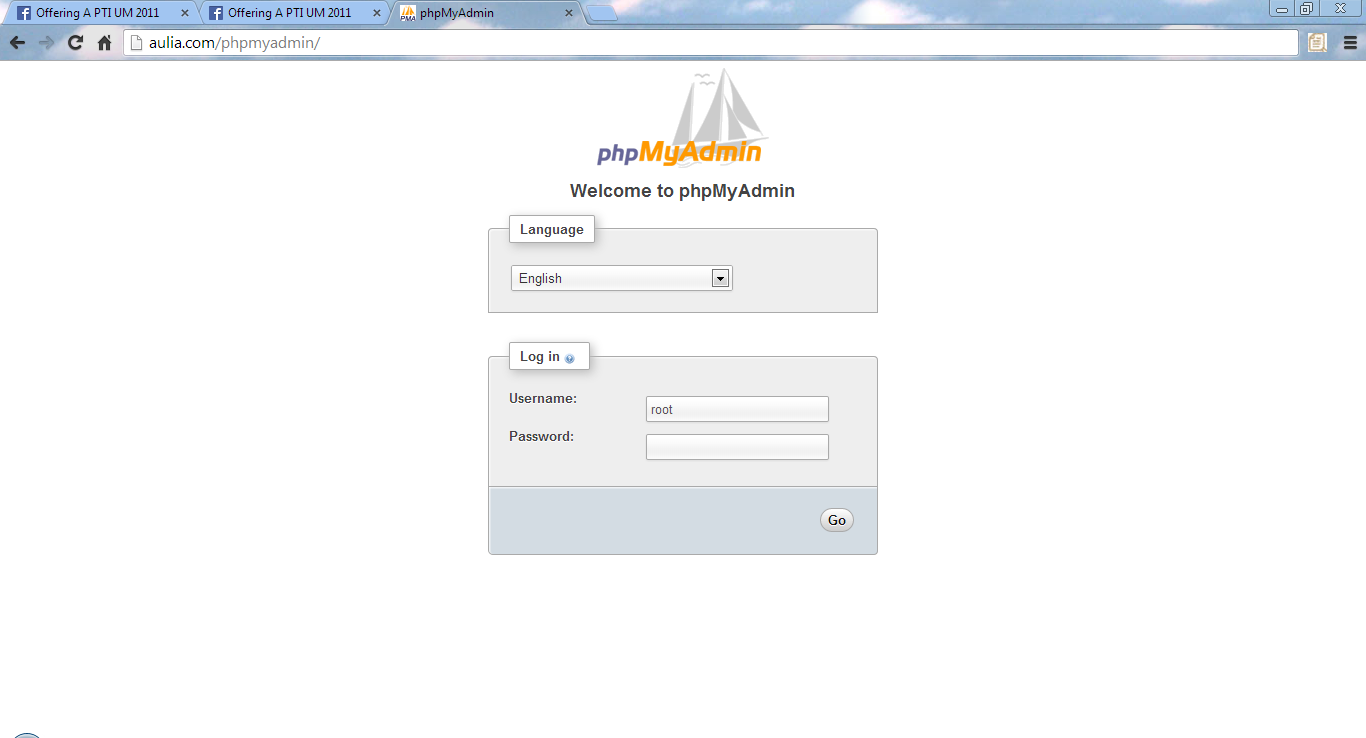 Offering A PTI UM 2011
Offering A PTI UM 2011
PMA
phpMyAdmin
aulia.com/phpmyadmin/
phpMyAdmin
Welcome to phpMyAdmin
Language
English
Log in
Username:
root
Password:
Go